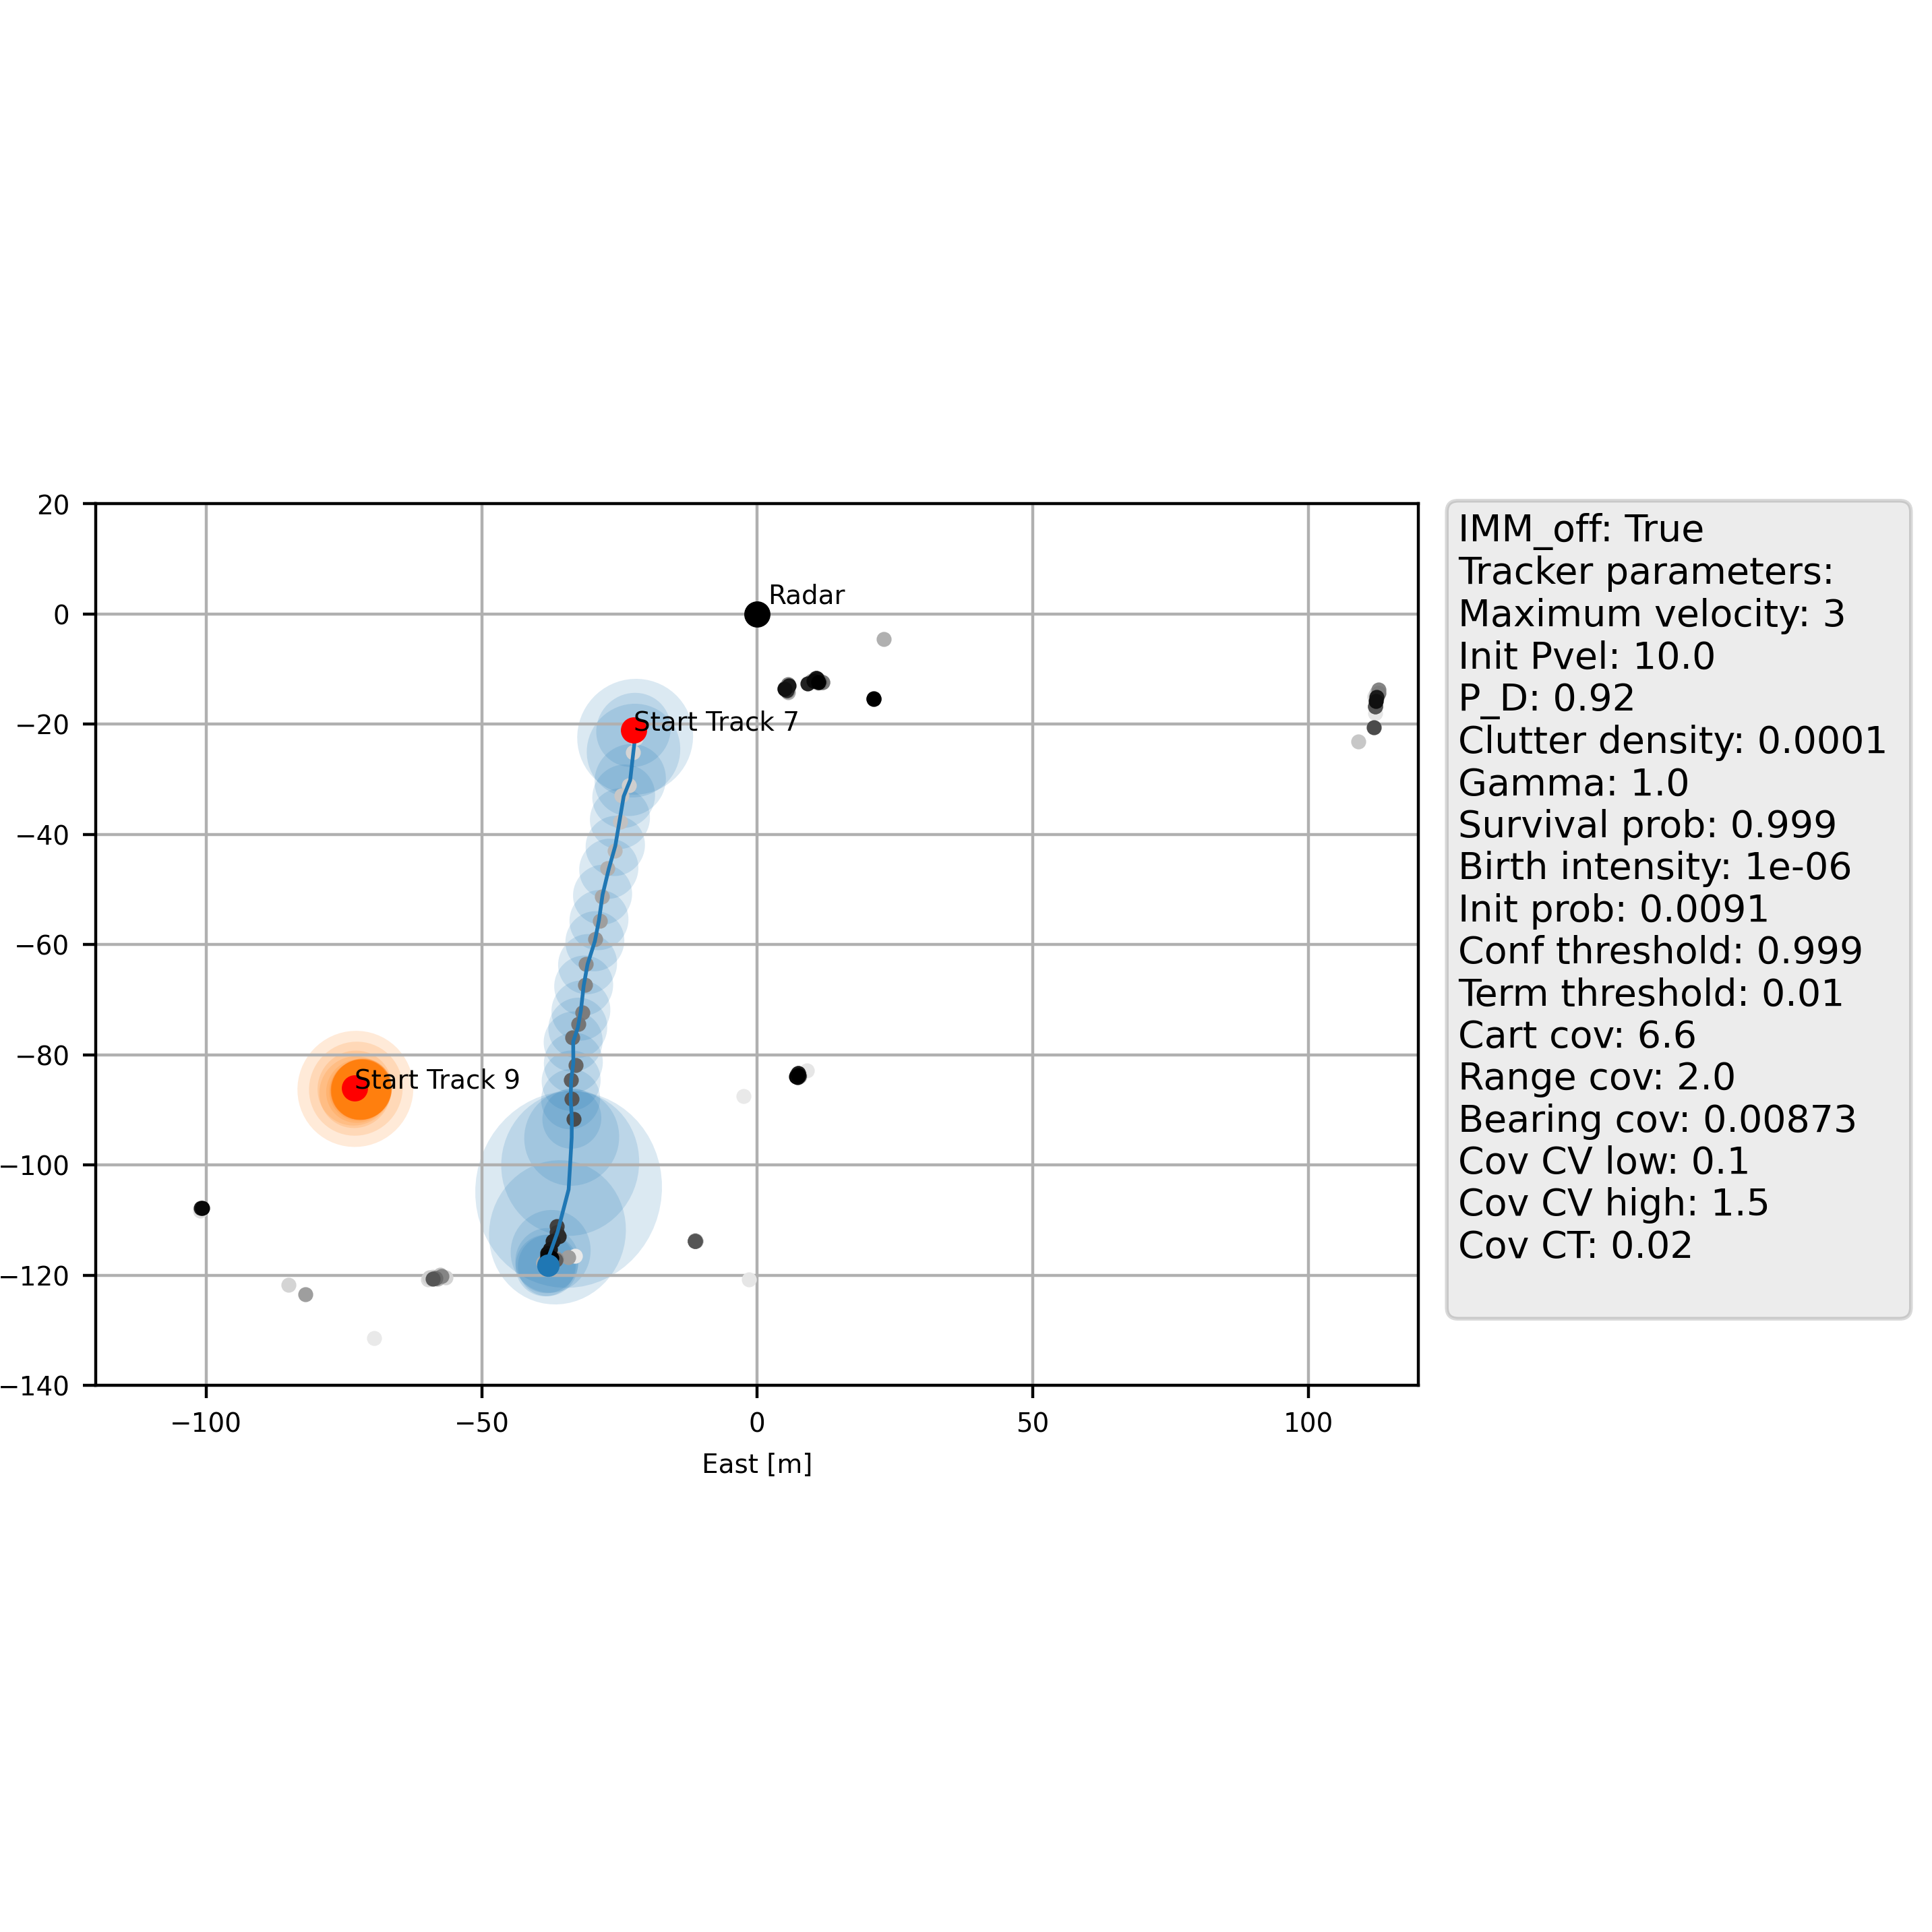 20
0
−20
−40
−60
−80
−100
−120
−140
Radar
Start Track 7
Start Track 9
−100
−50
0
50
100
East [m]
IMM_off: True
Tracker parameters:
Maximum velocity: 3
Init Pvel: 10.0
P_D: 0.92
Clutter density: 0.0001
Gamma: 1.0
Survival prob: 0.999
Birth intensity: 1e-06
Init prob: 0.0091
Conf threshold: 0.999
Term threshold: 0.01
Cart cov: 6.6
Range cov: 2.0
Bearing cov: 0.00873
Cov CV low: 0.1
Cov CV high: 1.5
Cov CT: 0.02